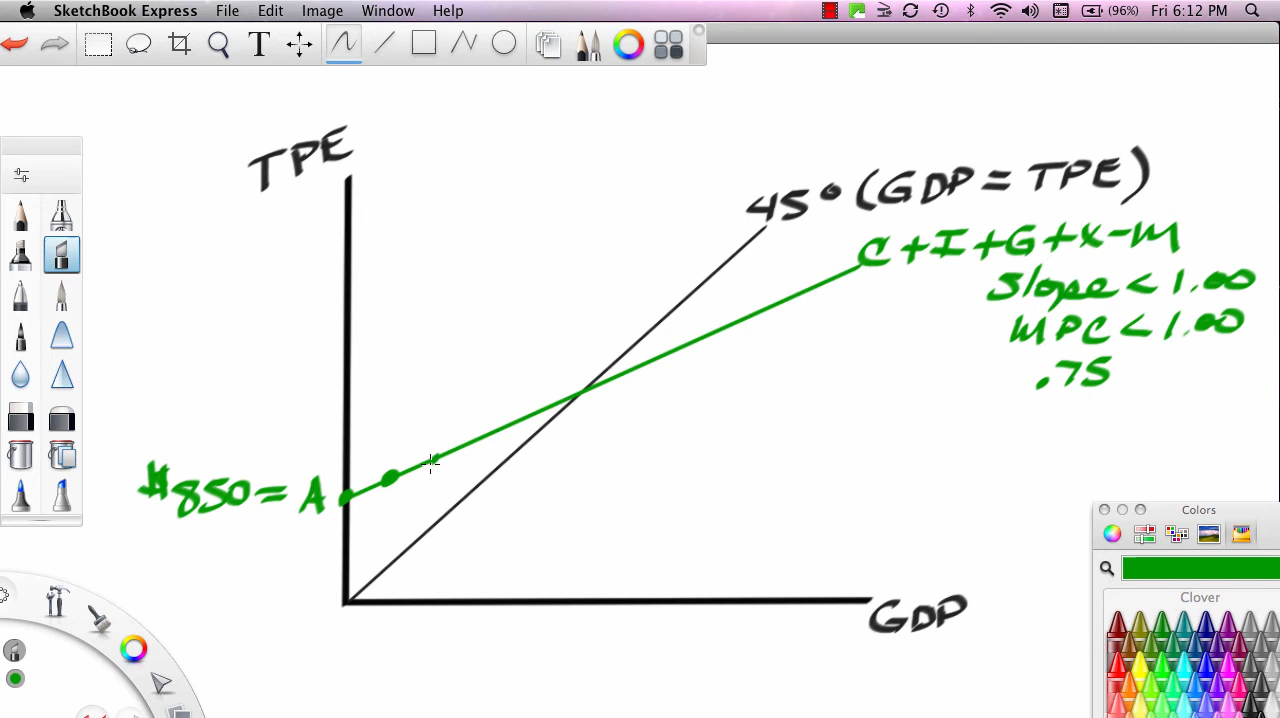 SketchBook Express File Edit Image Window Help (96%) Fri 6:12 PM
T
TPE
45° (GDP = TPE)
C + I + G + X - M
Slope < 1.00
MPC < 1.00
.75
$850 = A
GDP
Colors
Clover